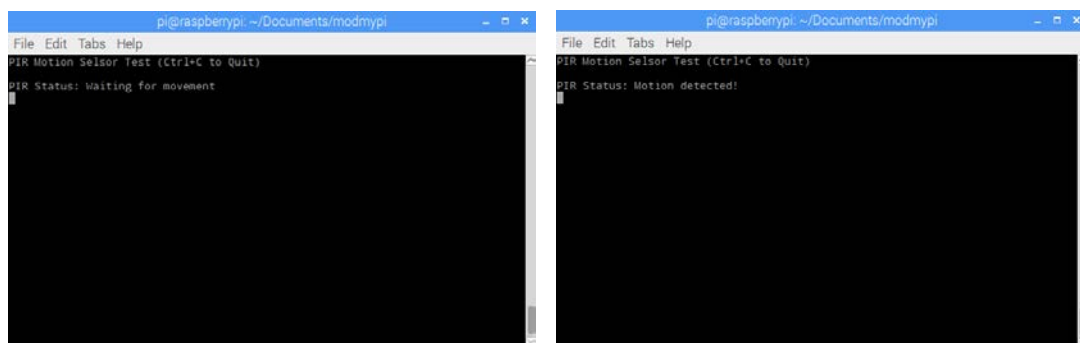 pi@raspberrypi: ~/Documents/modmypi
File Edit Tabs Help
PIR Motion Selsor Test (Ctrl+C to Quit)
PIR Status: Waiting for movement
pi@raspberrypi: ~/Documents/modmypi
File Edit Tabs Help
PIR Motion Selsor Test (Ctrl+C to Quit)
PIR Status: Motion detected!